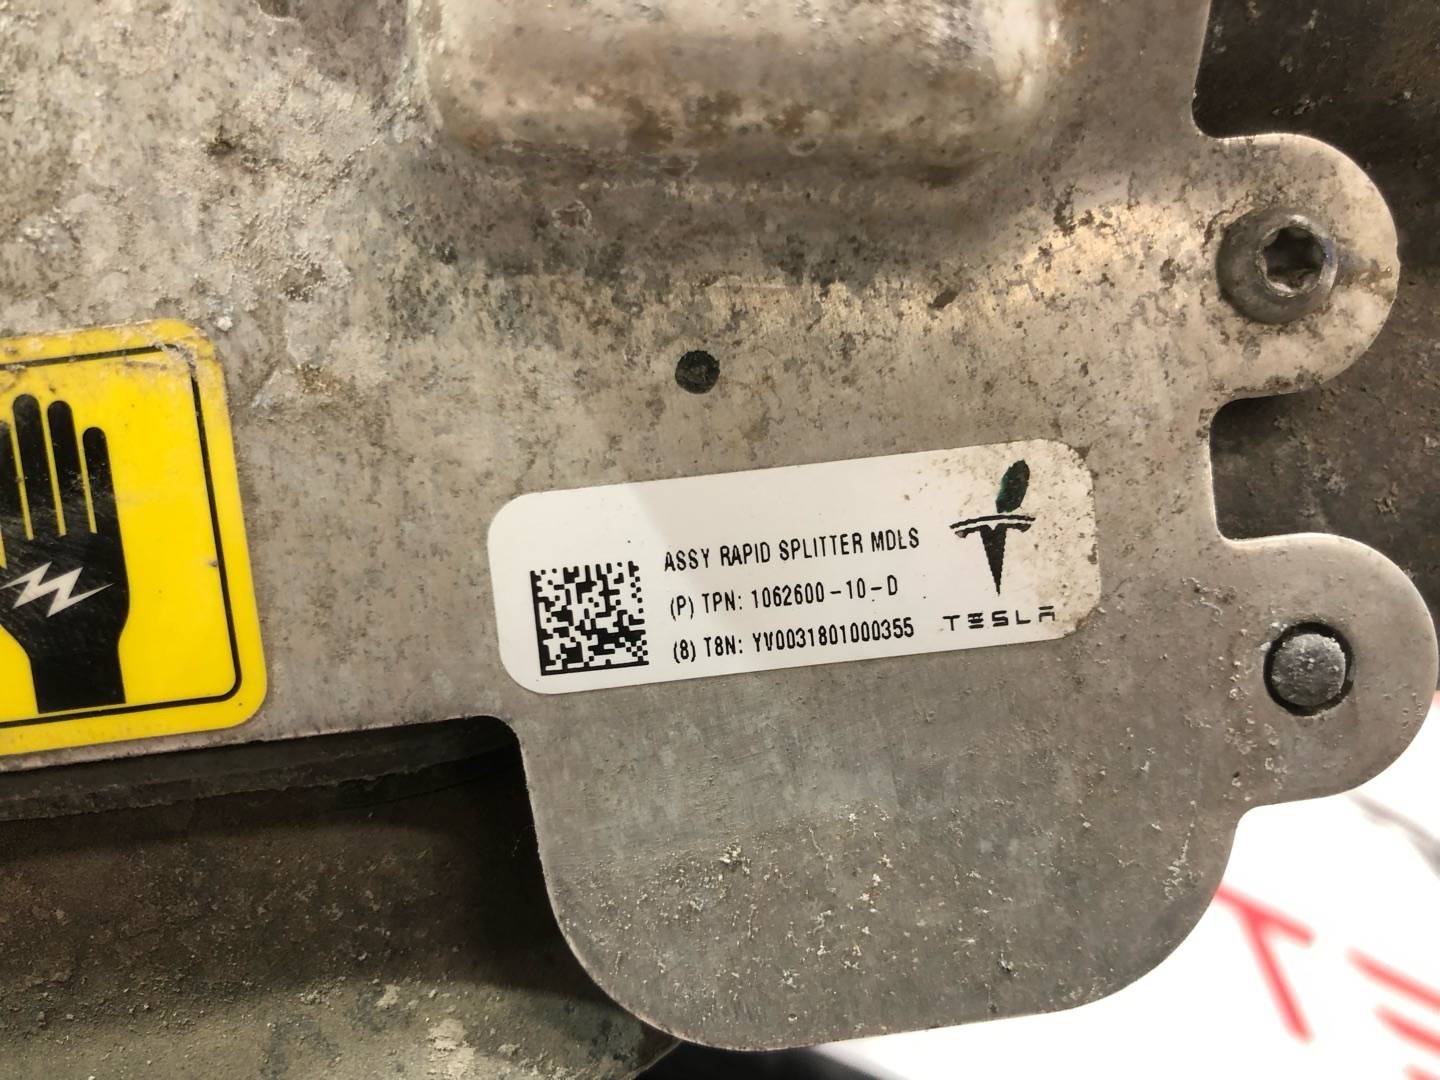 ASSY RAPID SPLITTER MDLS
(P) TPN: 1062600-10-D
(8) T8N: YV0031801000355
TESLA